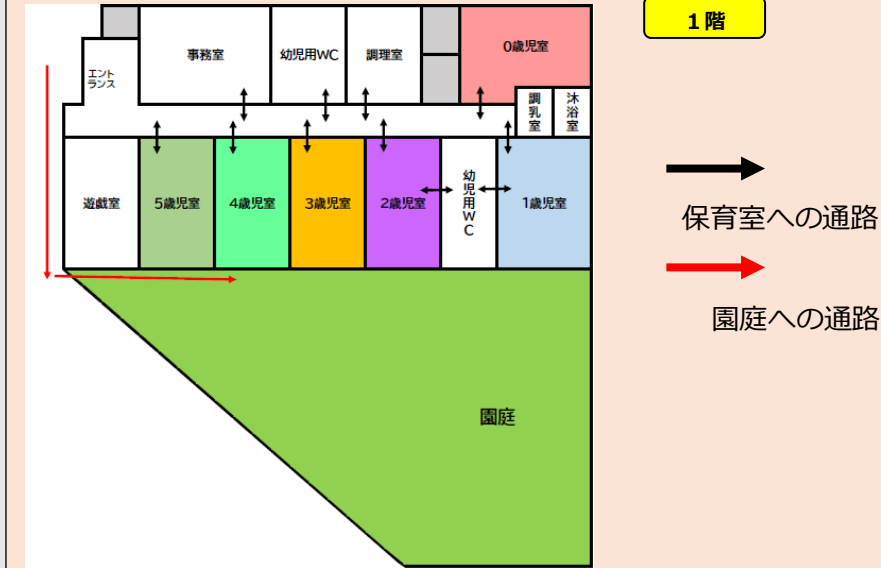 1階
エント
ランス
事務室
幼児用WC
調理室
0歳児室
調乳室
沐浴室
遊戯室
5歳児室
4歳児室
3歳児室
2歳児室
幼児用WC
1歳児室
保育室への通路
園庭への通路
園庭